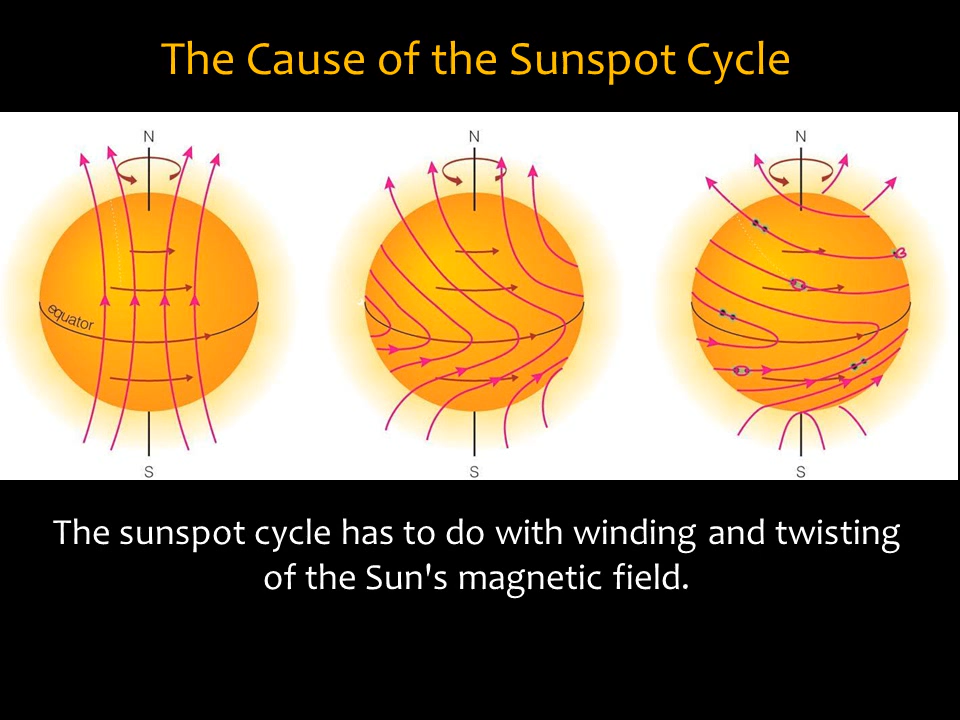 The Cause of the Sunspot Cycle
N
N
N
equator
S
S
S
The sunspot cycle has to do with winding and twisting
of the Sun's magnetic field.